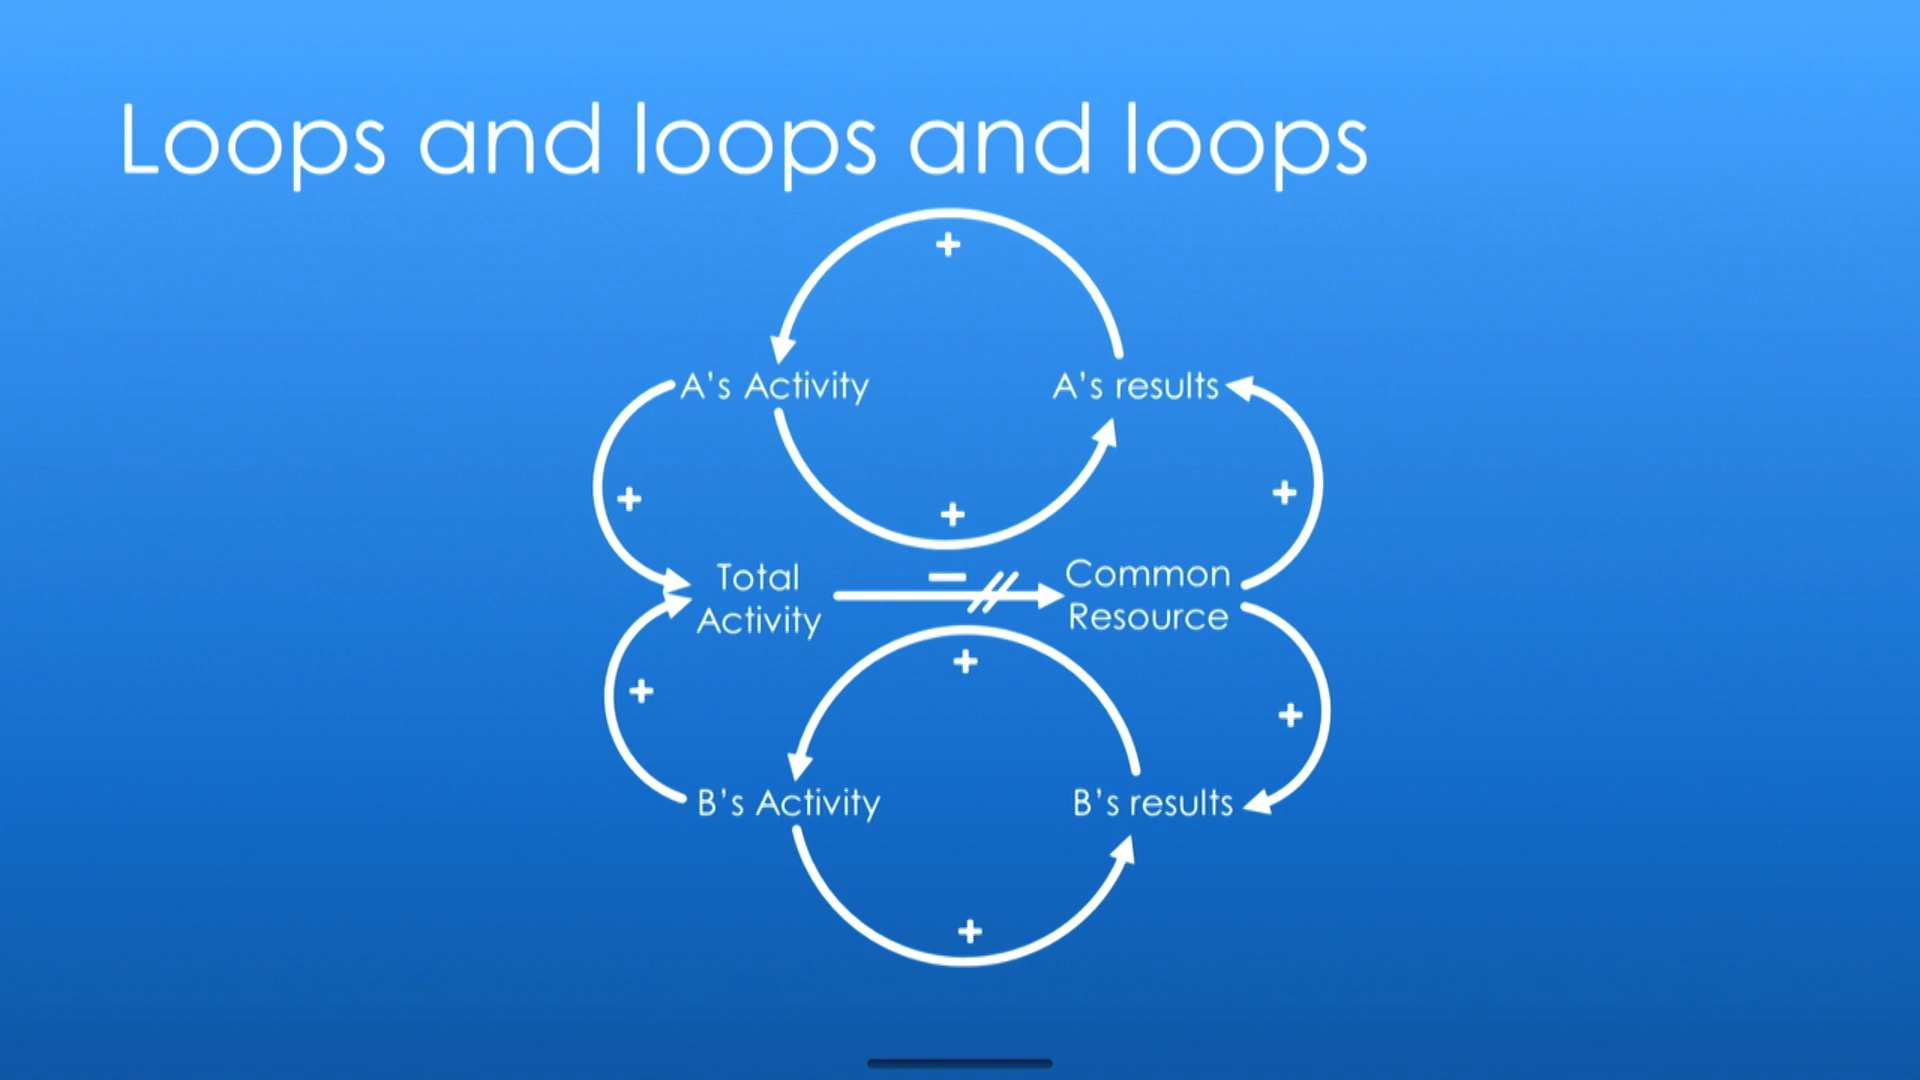 Loops and loops and loops
+
A's Activity
A's results
+
+
+
Total
Activity
−
Common
Resource
+
+
+
B's Activity
B's results
+